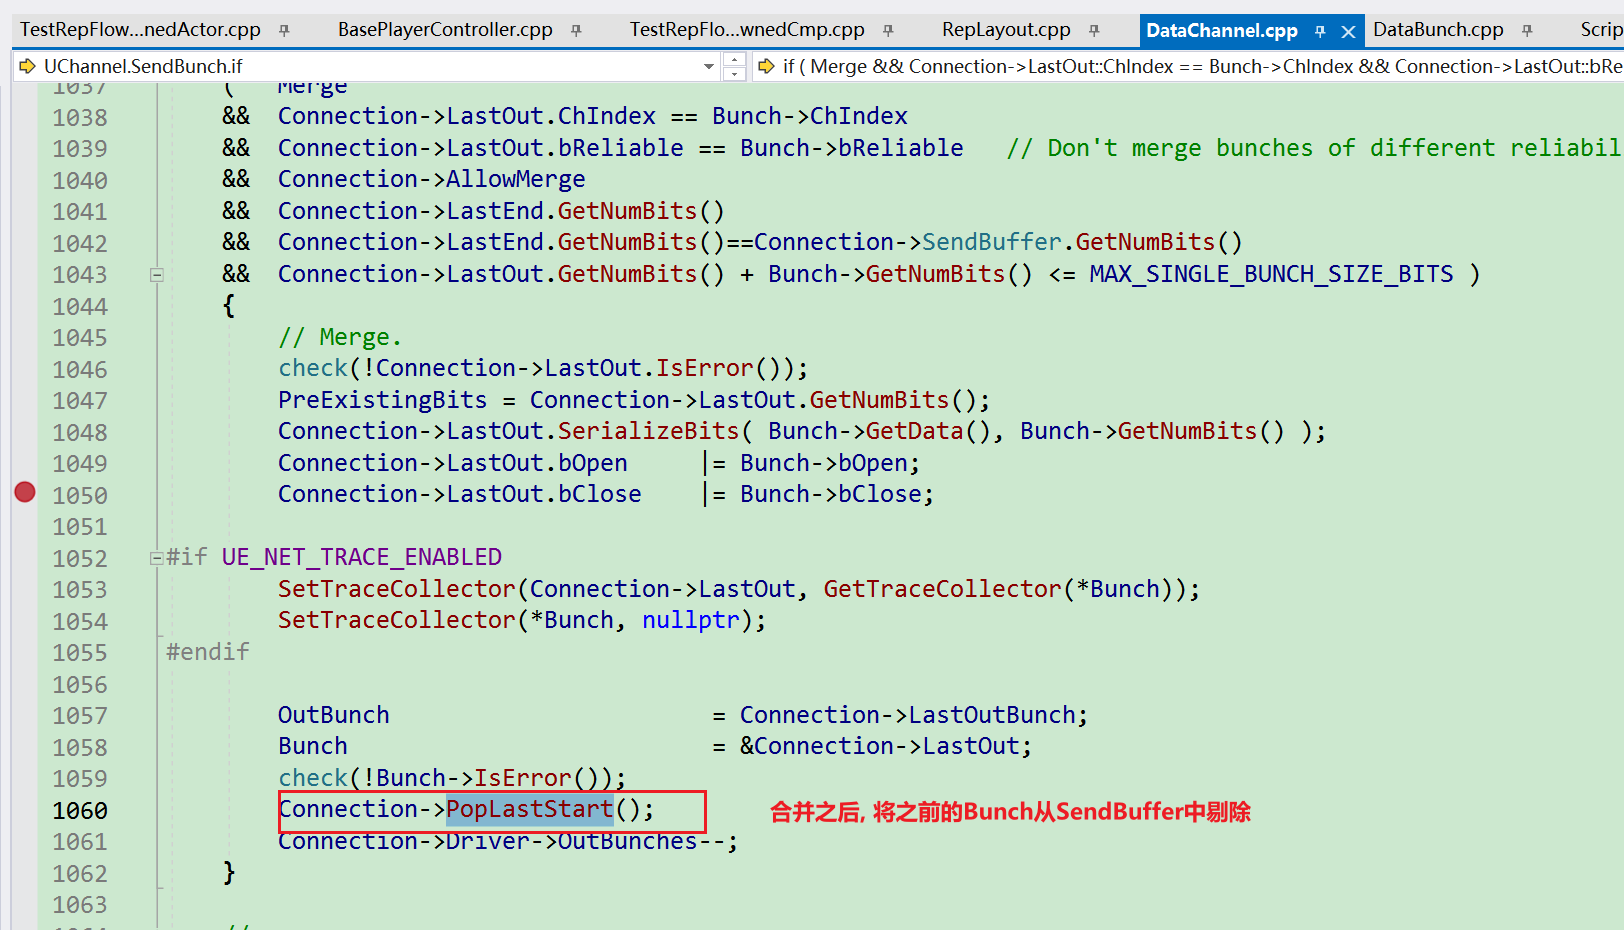 TestRepFlow...nedActor.cpp BasePlayerController.cpp TestRepFlo...wnedCmp.cpp RepLayout.cpp DataChannel.cpp DataBunch.cpp Scrip
UChannel.SendBunch.if if ( Merge && Connection->LastOut::ChIndex == Bunch->ChIndex && Connection->LastOut::bRe
1037 ( Merge
1038 && Connection->LastOut.ChIndex == Bunch->ChIndex
1039 && Connection->LastOut.bReliable == Bunch->bReliable // Don't merge bunches of different reliabil
1040 && Connection->AllowMerge
1041 && Connection->LastEnd.GetNumBits()
1042 && Connection->LastEnd.GetNumBits()==Connection->SendBuffer.GetNumBits()
1043 && Connection->LastOut.GetNumBits() + Bunch->GetNumBits() <= MAX_SINGLE_BUNCH_SIZE_BITS )
1044 {
1045 // Merge.
1046 check(!Connection->LastOut.IsError());
1047 PreExistingBits = Connection->LastOut.GetNumBits();
1048 Connection->LastOut.SerializeBits( Bunch->GetData(), Bunch->GetNumBits() );
1049 Connection->LastOut.bOpen |= Bunch->bOpen;
1050 Connection->LastOut.bClose |= Bunch->bClose;
1051
1052 #if UE_NET_TRACE_ENABLED
1053 SetTraceCollector(Connection->LastOut, GetTraceCollector(*Bunch));
1054 SetTraceCollector(*Bunch, nullptr);
1055 #endif
1056
1057 OutBunch = Connection->LastOutBunch;
1058 Bunch = &Connection->LastOut;
1059 check(!Bunch->IsError());
1060 Connection->PopLastStart(); 合并之后, 将之前的Bunch从SendBuffer中剔除
1061 Connection->Driver->OutBunches--;
1062 }
1063
1064 //